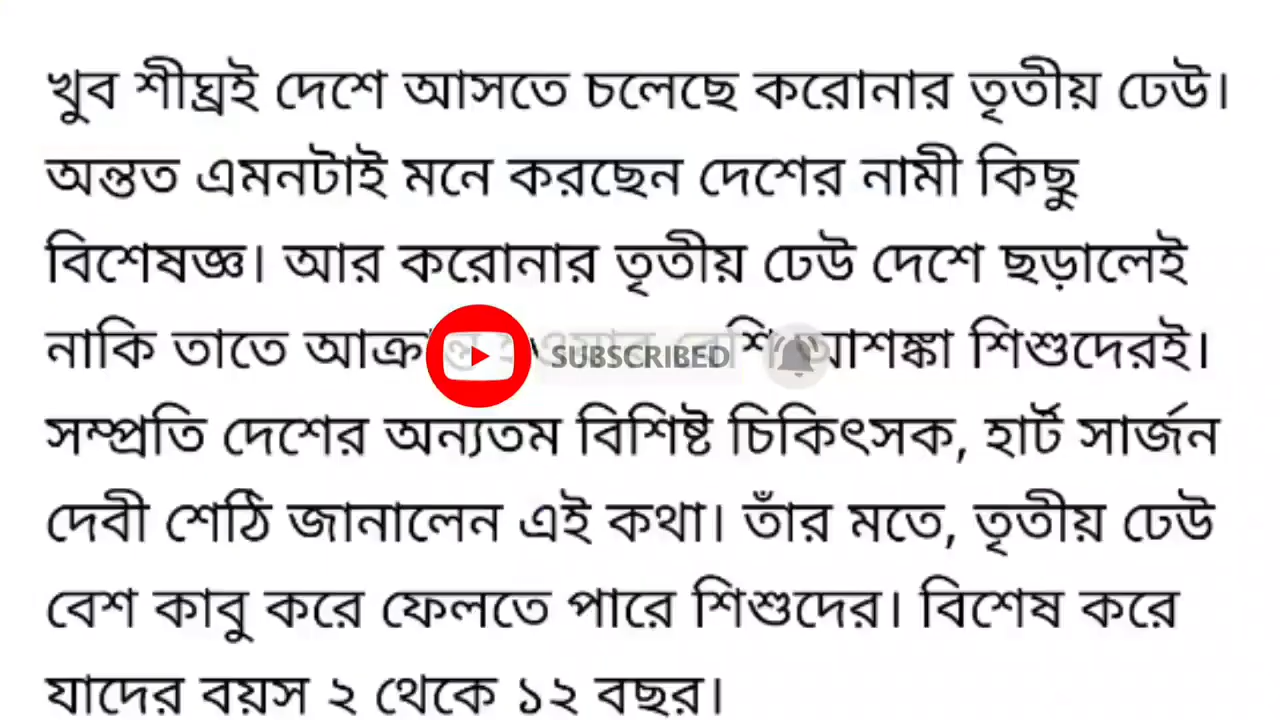 খুব শীঘ্রই দেশে আসতে চলেছে করোনার তৃতীয় ঢেউ।
অন্তত এমনটাই মনে করছেন দেশের নামী কিছু
বিশেষজ্ঞ। আর করোনার তৃতীয় ঢেউ দেশে ছড়ালেই
নাকি তাতে SUBSCRIBED আশঙ্কা শিশুদেরই।
সম্প্রতি দেশের অন্যতম বিশিষ্ট চিকিৎসক, হার্ট সার্জন
দেবী শেঠি জানালেন এই কথা। তাঁর মতে, তৃতীয় ঢেউ
বেশ কাবু করে ফেলতে পারে শিশুদের। বিশেষ করে
যাদের বয়স ২ থেকে ১২ বছর।